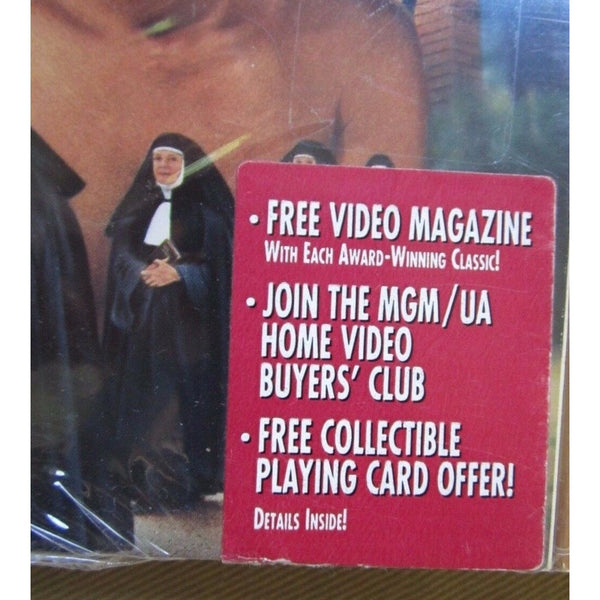 • FREE VIDEO MAGAZINE
WITH EACH AWARD-WINNING CLASSIC!
• JOIN THE MGM/UA
HOME VIDEO
BUYERS' CLUB
• FREE COLLECTIBLE
PLAYING CARD OFFER!
DETAILS INSIDE!